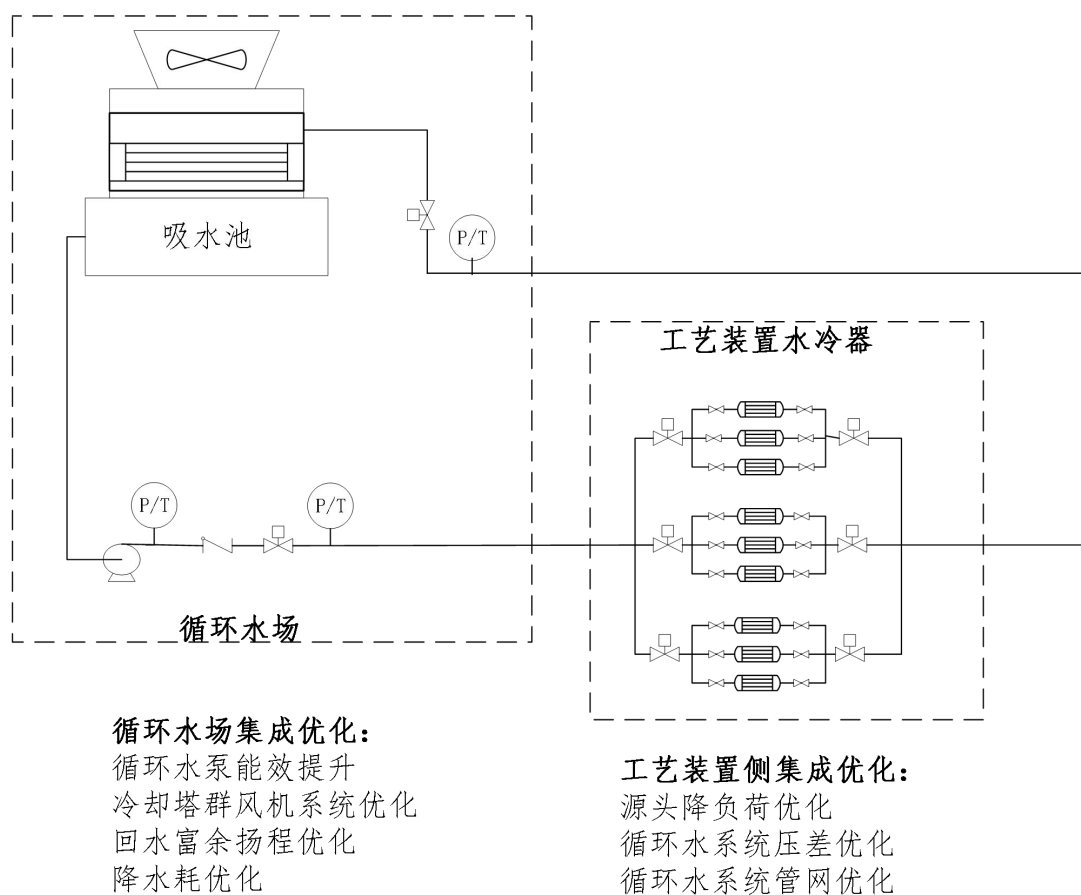 吸水池
P/T
工艺装置水冷器
P/T
P/T
循环水场
循环水场集成优化：
循环水泵能效提升
冷却塔群风机系统优化
回水富余扬程优化
降水耗优化
工艺装置侧集成优化：
源头降负荷优化
循环水系统压差优化
循环水系统管网优化